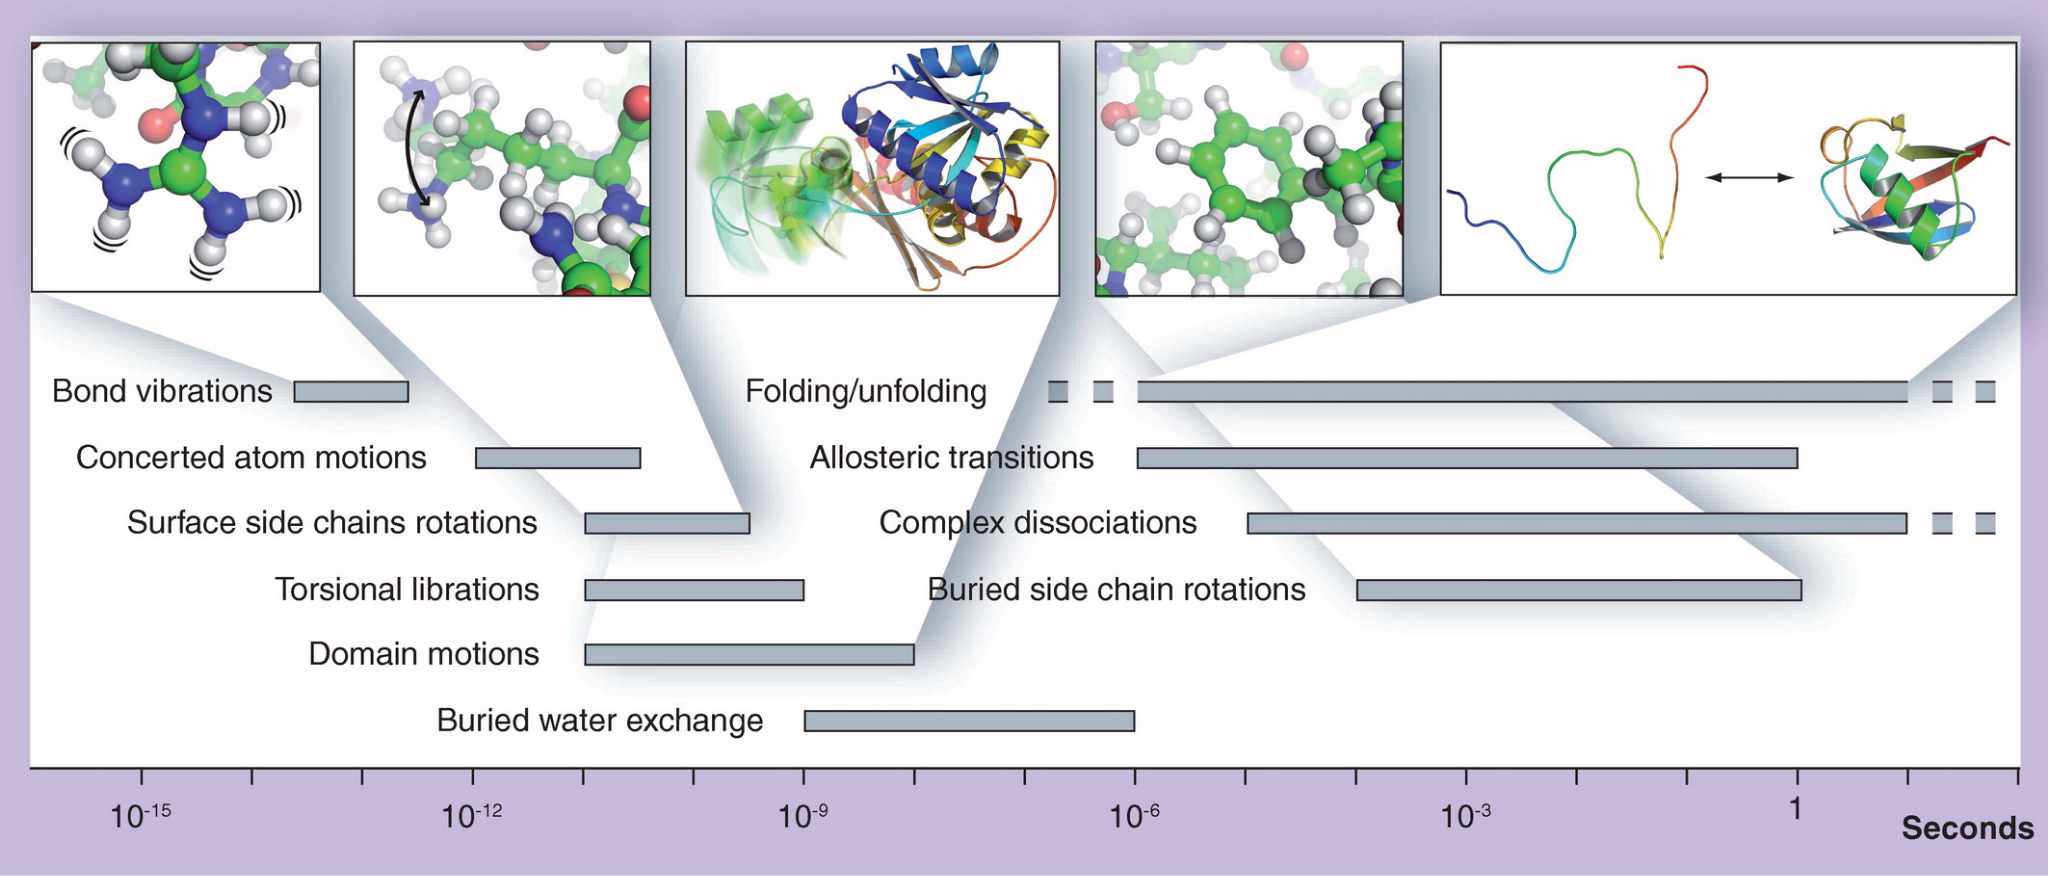 Bond vibrations
Folding/unfolding
Concerted atom motions
Allosteric transitions
Surface side chains rotations
Complex dissociations
Torsional librations
Buried side chain rotations
Domain motions
Buried water exchange
10-15
10-12
10-9
10-6
10-3
1
Seconds